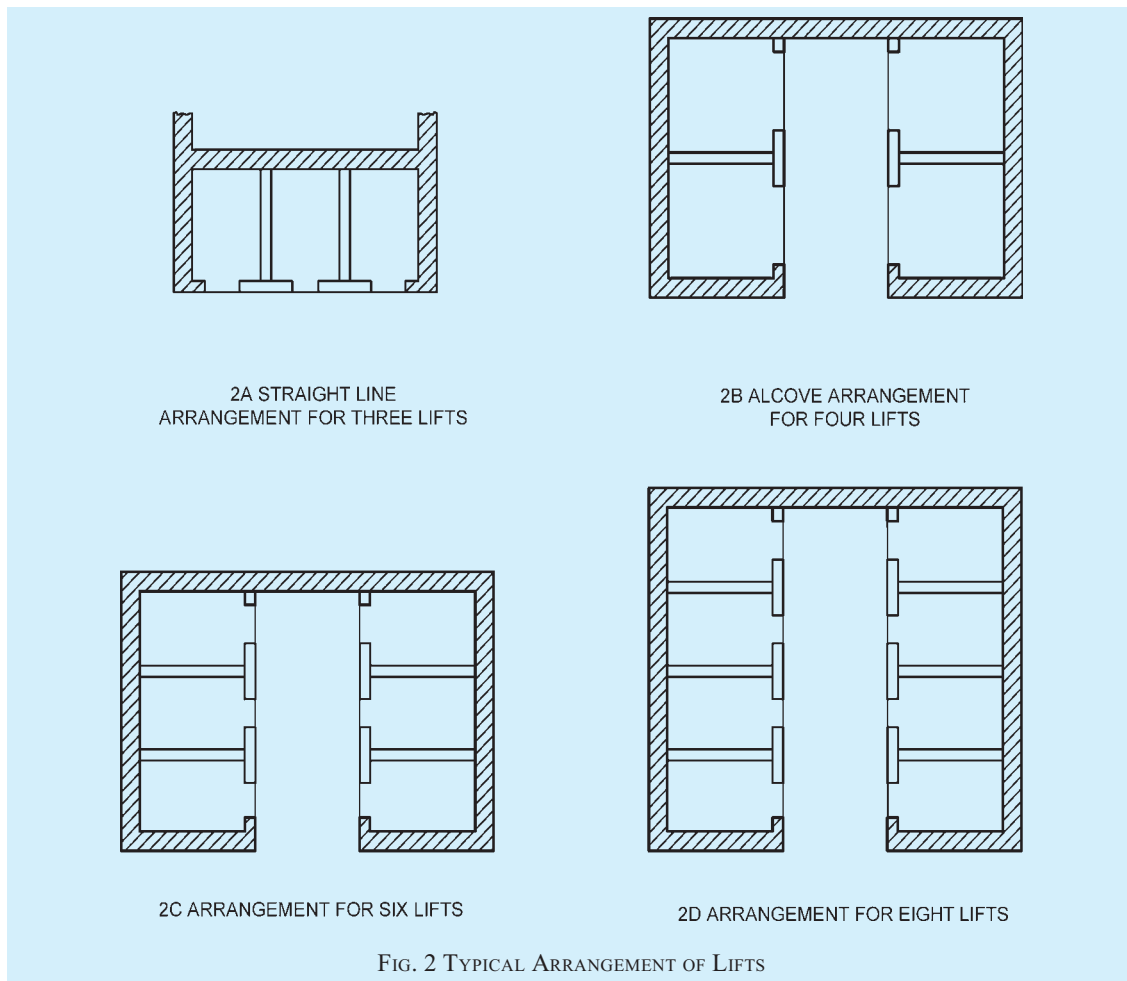 2A STRAIGHT LINE
ARRANGEMENT FOR THREE LIFTS
2B ALCOVE ARRANGEMENT
FOR FOUR LIFTS
2C ARRANGEMENT FOR SIX LIFTS
2D ARRANGEMENT FOR EIGHT LIFTS
FIG. 2 TYPICAL ARRANGEMENT OF LIFTS